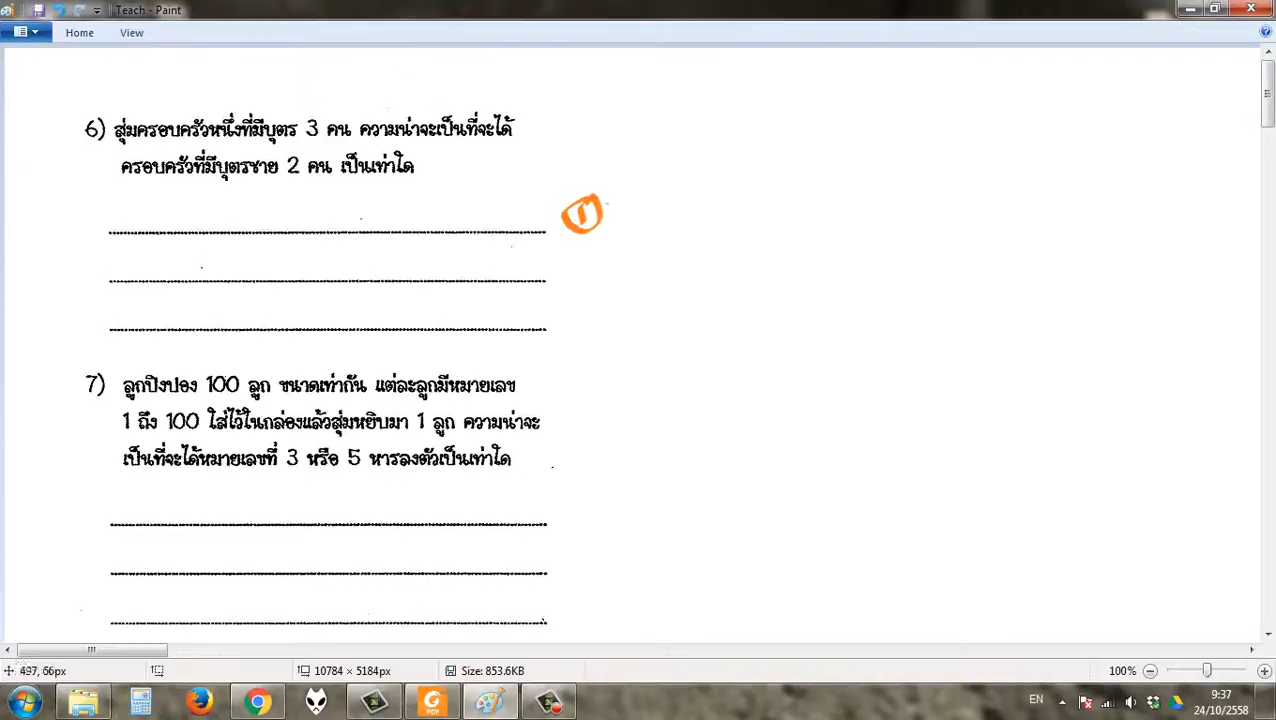 Teach - Paint
Home View
6) สุ่มครอบครัวหนึ่งที่มีบุตร 3 คน ความน่าจะเป็นที่จะได้
ครอบครัวที่มีบุตรชาย 2 คน เป็นเท่าใด
7) ลูกปิงปอง 100 ลูก ขนาดเท่ากัน แต่ละลูกมีหมายเลข
1 ถึง 100 ใส่ไว้ในกล่องแล้วสุ่มหยิบมา 1 ลูก ความน่าจะ
เป็นที่จะได้หมายเลขที่ 3 หรือ 5 หารลงตัวเป็นเท่าใด
497, 66px 10784 × 5184px Size: 853.6KB 100%
PDF EN 9:37
24/10/2558